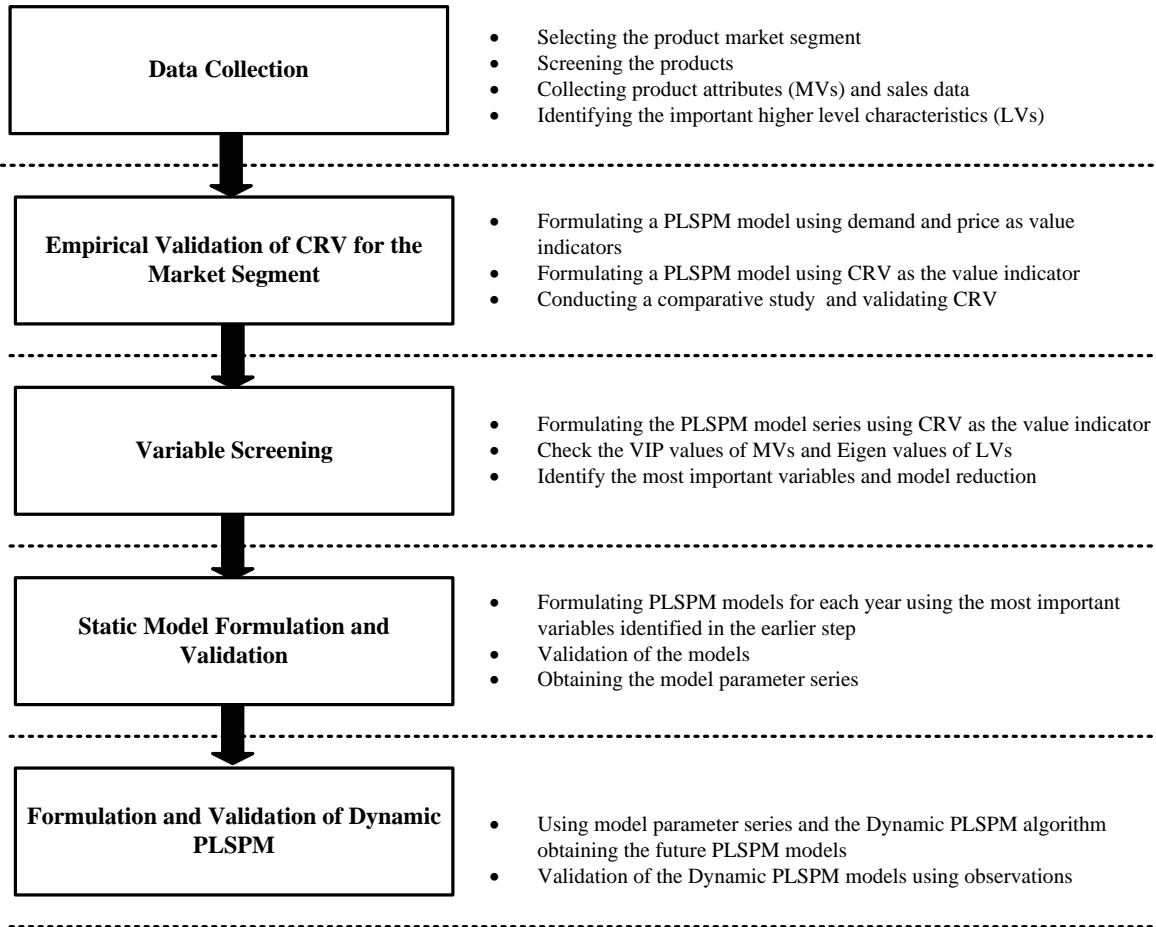 Data Collection
• Selecting the product market segment
• Screening the products
• Collecting product attributes (MVs) and sales data
• Identifying the important higher level characteristics (LVs)
Empirical Validation of CRV for the
Market Segment
• Formulating a PLSPM model using demand and price as value
indicators
• Formulating a PLSPM model using CRV as the value indicator
• Conducting a comparative study and validating CRV
Variable Screening
• Formulating the PLSPM model series using CRV as the value indicator
• Check the VIP values of MVs and Eigen values of LVs
• Identify the most important variables and model reduction
Static Model Formulation and
Validation
• Formulating PLSPM models for each year using the most important
variables identified in the earlier step
• Validation of the models
• Obtaining the model parameter series
Formulation and Validation of Dynamic
PLSPM
• Using model parameter series and the Dynamic PLSPM algorithm
obtaining the future PLSPM models
• Validation of the Dynamic PLSPM models using observations